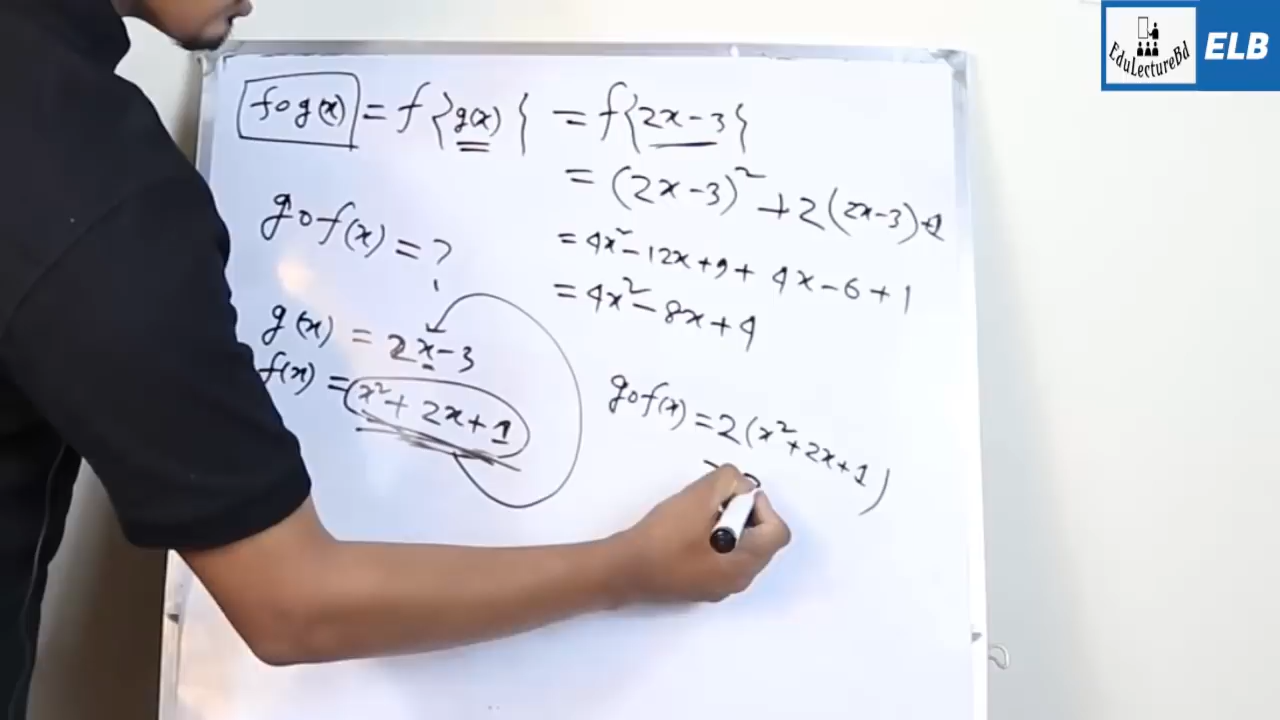 EduLectureBd
ELB
fog(x) = f{g(x)} = f{2x-3}
= (2x-3)² + 2(2x-3)+1
gof(x) = ?
= 4x² - 12x + 9 + 4x - 6 + 1
= 4x² - 8x + 4
g(x) = 2x-3
f(x) = x² + 2x + 1
gof(x) = 2(x²+2x+1)
- 3